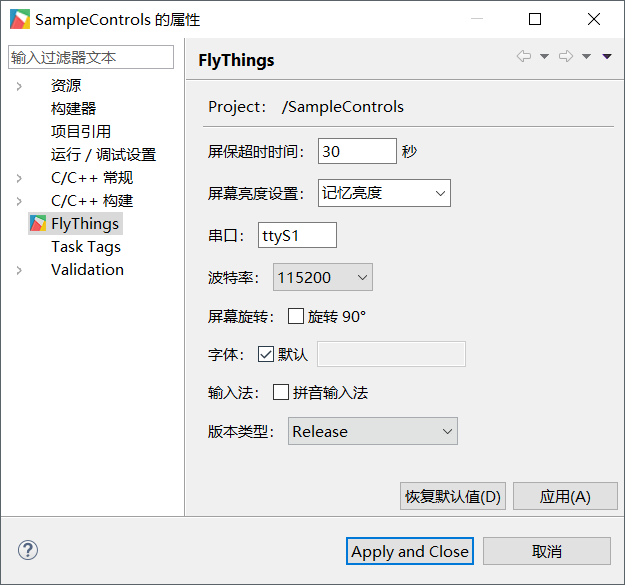 SampleControls 的属性
输入过滤器文本
资源
构建器
项目引用
运行 / 调试设置
C/C++ 常规
C/C++ 构建
FlyThings
Task Tags
Validation
FlyThings
Project: /SampleControls
屏保超时时间: 30 秒
屏幕亮度设置: 记忆亮度
串口: ttyS1
波特率: 115200
屏幕旋转: 旋转 90°
字体: 默认
输入法: 拼音输入法
版本类型: Release
恢复默认值(D) 应用(A)
Apply and Close 取消